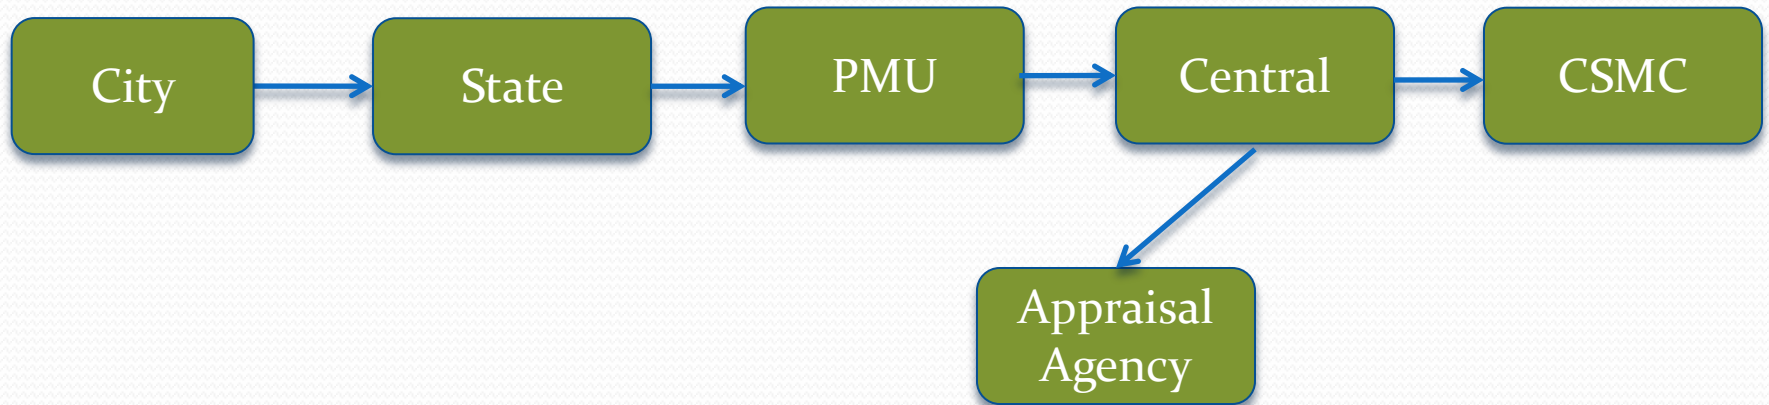 City
State
PMU
Central
CSMC
Appraisal
Agency